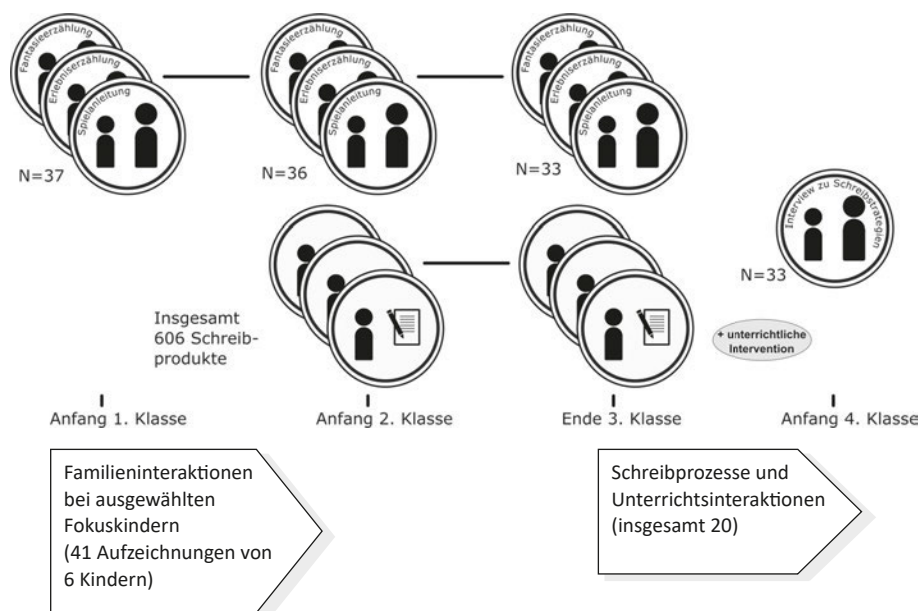 Fantasieerzählung
Erlebniserzählung
Spielanleitung
N=37
Fantasieerzählung
Erlebniserzählung
Spielanleitung
N=36
Fantasieerzählung
Erlebniserzählung
Spielanleitung
N=33
Interview zu Schreibstrategien
N=33
Insgesamt
606 Schreib-
produkte
+ unterrichtliche
Intervention
Anfang 1. Klasse
Anfang 2. Klasse
Ende 3. Klasse
Anfang 4. Klasse
Familieninteraktionen
bei ausgewählten
Fokuskindern
(41 Aufzeichnungen von
6 Kindern)
Schreibprozesse und
Unterrichtsinteraktionen
(insgesamt 20)